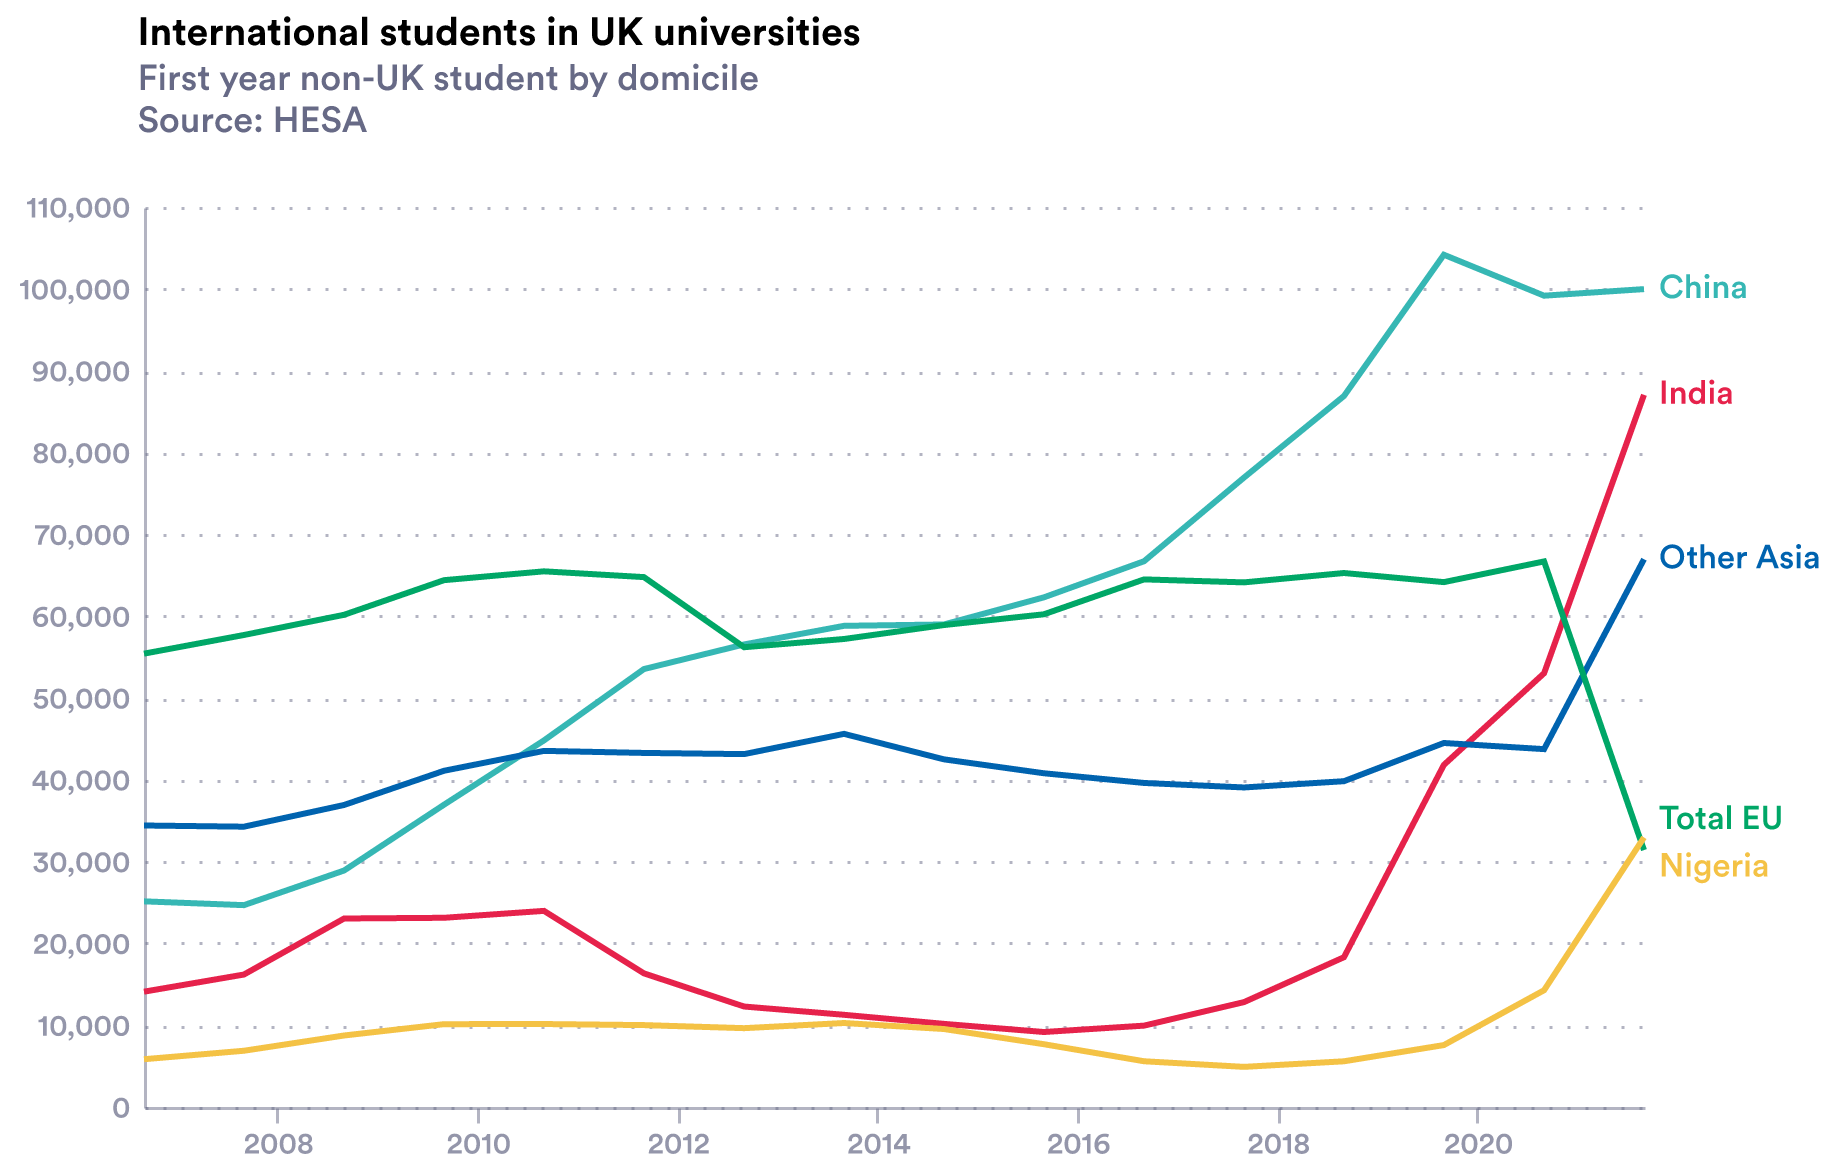 International students in UK universities
First year non-UK student by domicile
Source: HESA
110,000
100,000
90,000
80,000
70,000
60,000
50,000
40,000
30,000
20,000
10,000
0
China
India
Other Asia
Total EU
Nigeria
2008 2010 2012 2014 2016 2018 2020